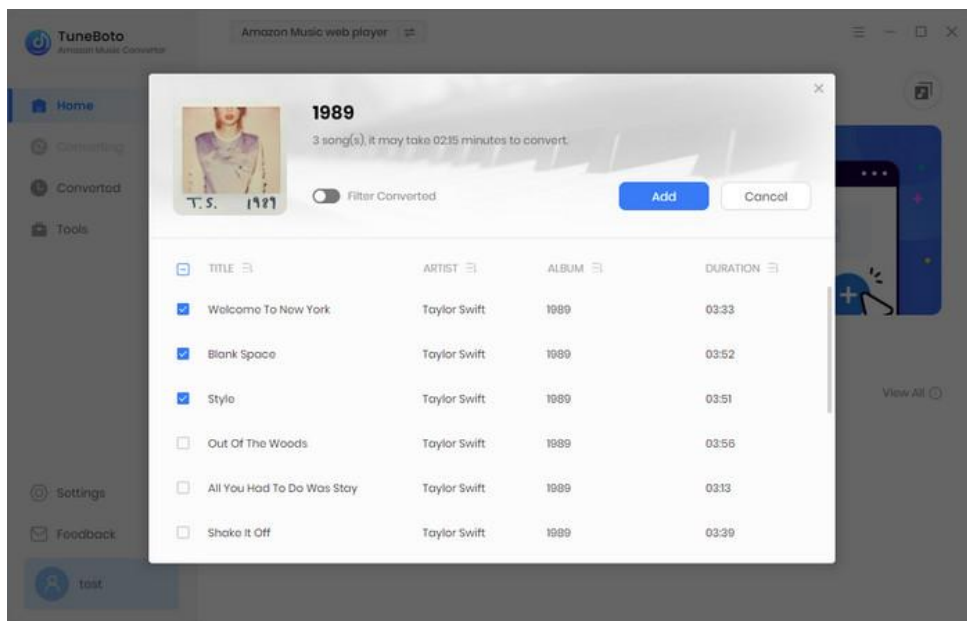 TuneBoto
Amazon Music Converter
Amazon Music web player
Home
Converting
Converted
Tools
Settings
Feedback
test
1989
3 song(s), it may take 02:15 minutes to convert.
Filter Converted
Add
Cancel
T. S. 1989
TITLE ARTIST ALBUM DURATION
Welcome To New York Taylor Swift 1989 03:33
Blank Space Taylor Swift 1989 03:52
Style Taylor Swift 1989 03:51
Out Of The Woods Taylor Swift 1989 03:56
All You Had To Do Was Stay Taylor Swift 1989 03:13
Shake It Off Taylor Swift 1989 03:39
View All